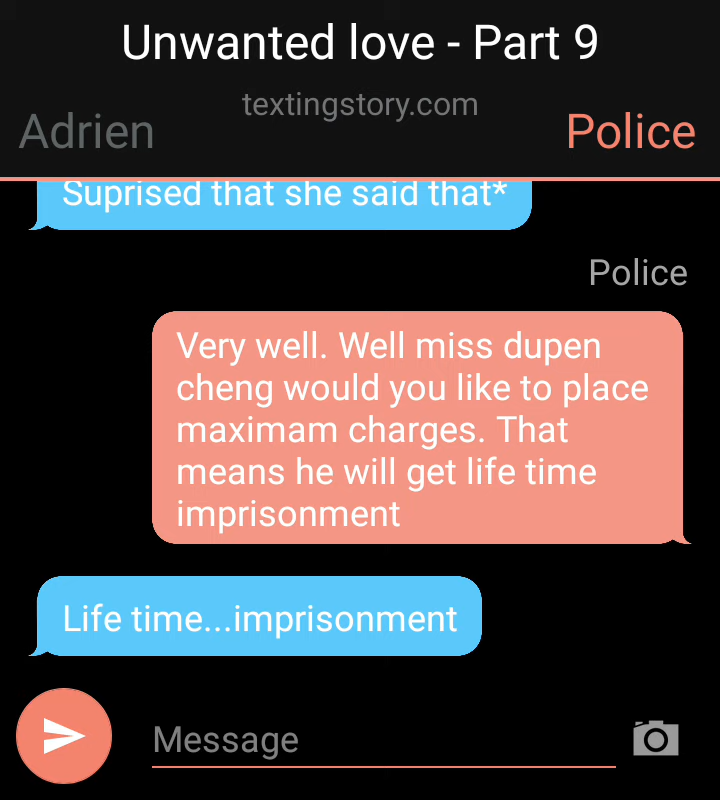 Unwanted love - Part 9
textingstory.com
Adrien
Police
Suprised that she said that*
Police
Very well. Well miss dupen
cheng would you like to place
maximam charges. That
means he will get life time
imprisonment
Life time...imprisonment
Message